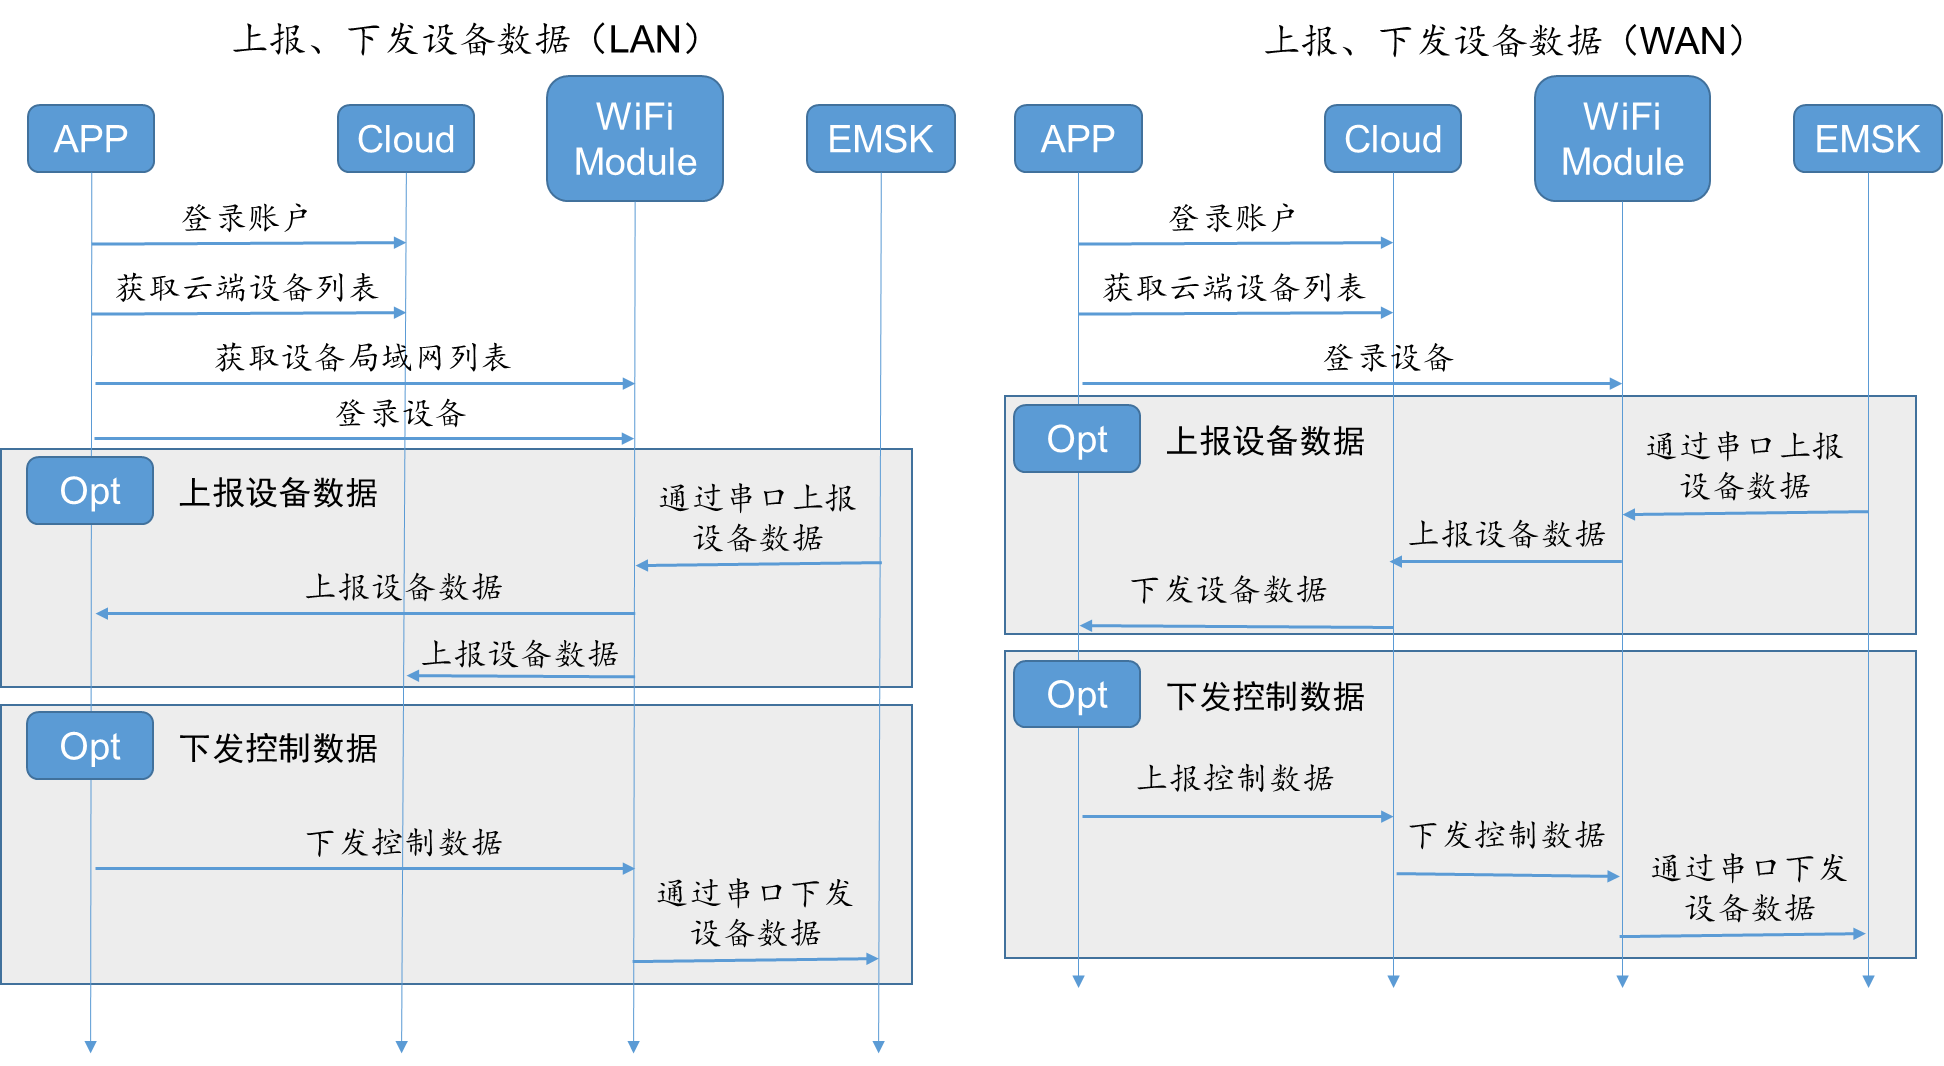 上报、下发设备数据（LAN）
APP
Cloud
WiFi
Module
EMSK
登录账户
获取云端设备列表
获取设备局域网列表
登录设备
Opt
上报设备数据
通过串口上报
设备数据
上报设备数据
上报设备数据
Opt
下发控制数据
下发控制数据
通过串口下发
设备数据
上报、下发设备数据（WAN）
APP
Cloud
WiFi
Module
EMSK
登录账户
获取云端设备列表
登录设备
Opt
上报设备数据
通过串口上报
设备数据
上报设备数据
下发设备数据
Opt
下发控制数据
上报控制数据
下发控制数据
通过串口下发
设备数据